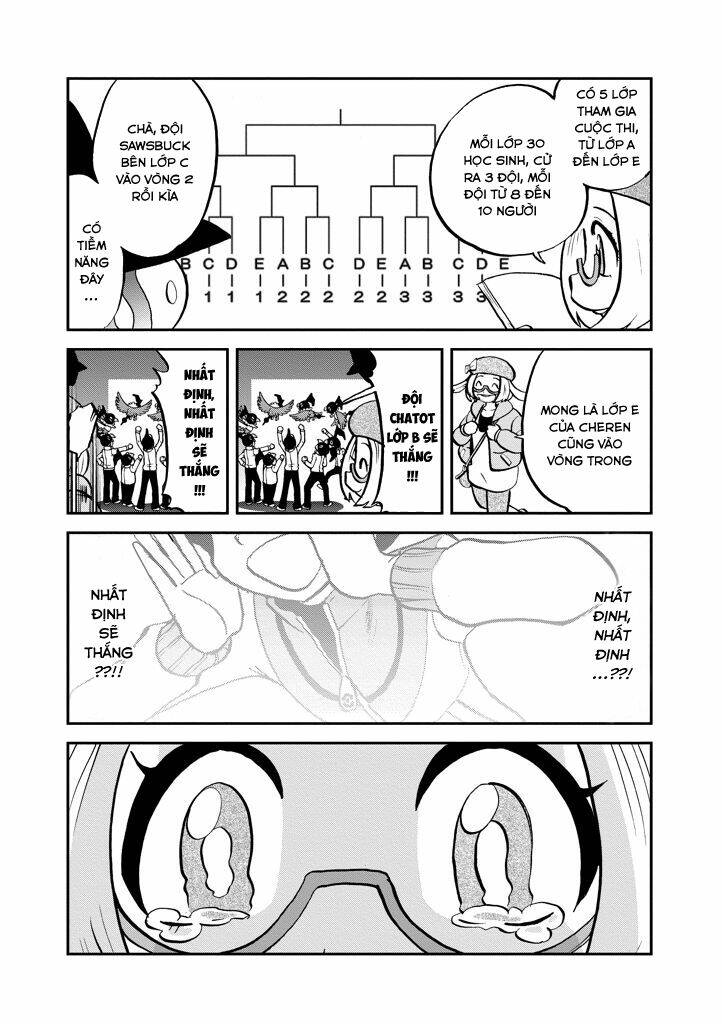 CÓ 5 LỚP
THAM GIA
CUỘC THI,
TỪ LỚP A
ĐẾN LỚP E
MỖI LỚP 30
HỌC SINH, CỬ
RA 3 ĐỘI, MỖI
ĐỘI TỪ 8 ĐẾN
10 NGƯỜI
CHÀ, ĐỘI
SAWSBUCK
BÊN LỚP C
VÀO VÒNG 2
RỒI KÌA
CÓ
TIỀM
NĂNG
ĐẤY
...
B C D E A B C D E A B C D E
1 1 1 2 2 2 2 2 3 3 3 3
MONG LÀ LỚP E
CỦA CHEREN
CŨNG VÀO
VÒNG TRONG
ĐỘI
CHATOT
LỚP B SẼ
THẮNG
!!!
NHẤT
ĐỊNH,
NHẤT
ĐỊNH
SẼ
THẮNG
!!!
NHẤT
ĐỊNH,
NHẤT
ĐỊNH
...??!
NHẤT
ĐỊNH
SẼ
THẮNG
??!!